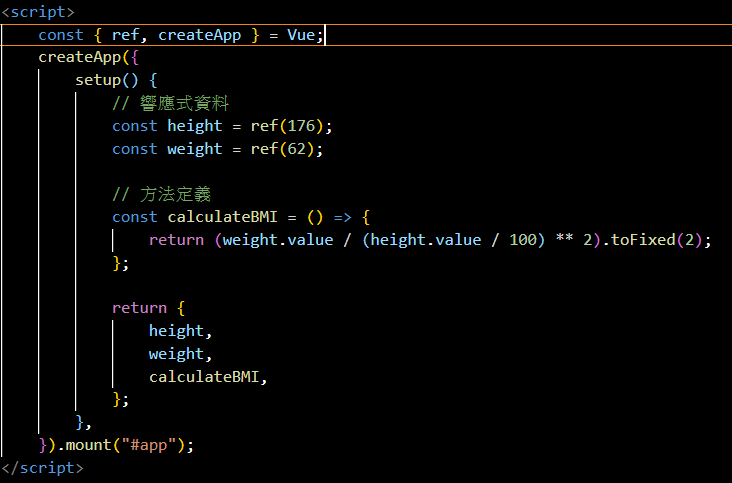 <script>
const { ref, createApp } = Vue;
createApp({
setup() {
// 響應式資料
const height = ref(176);
const weight = ref(62);
// 方法定義
const calculateBMI = () => {
return (weight.value / (height.value / 100) ** 2).toFixed(2);
};
return {
height,
weight,
calculateBMI,
};
},
}).mount("#app");
</script>